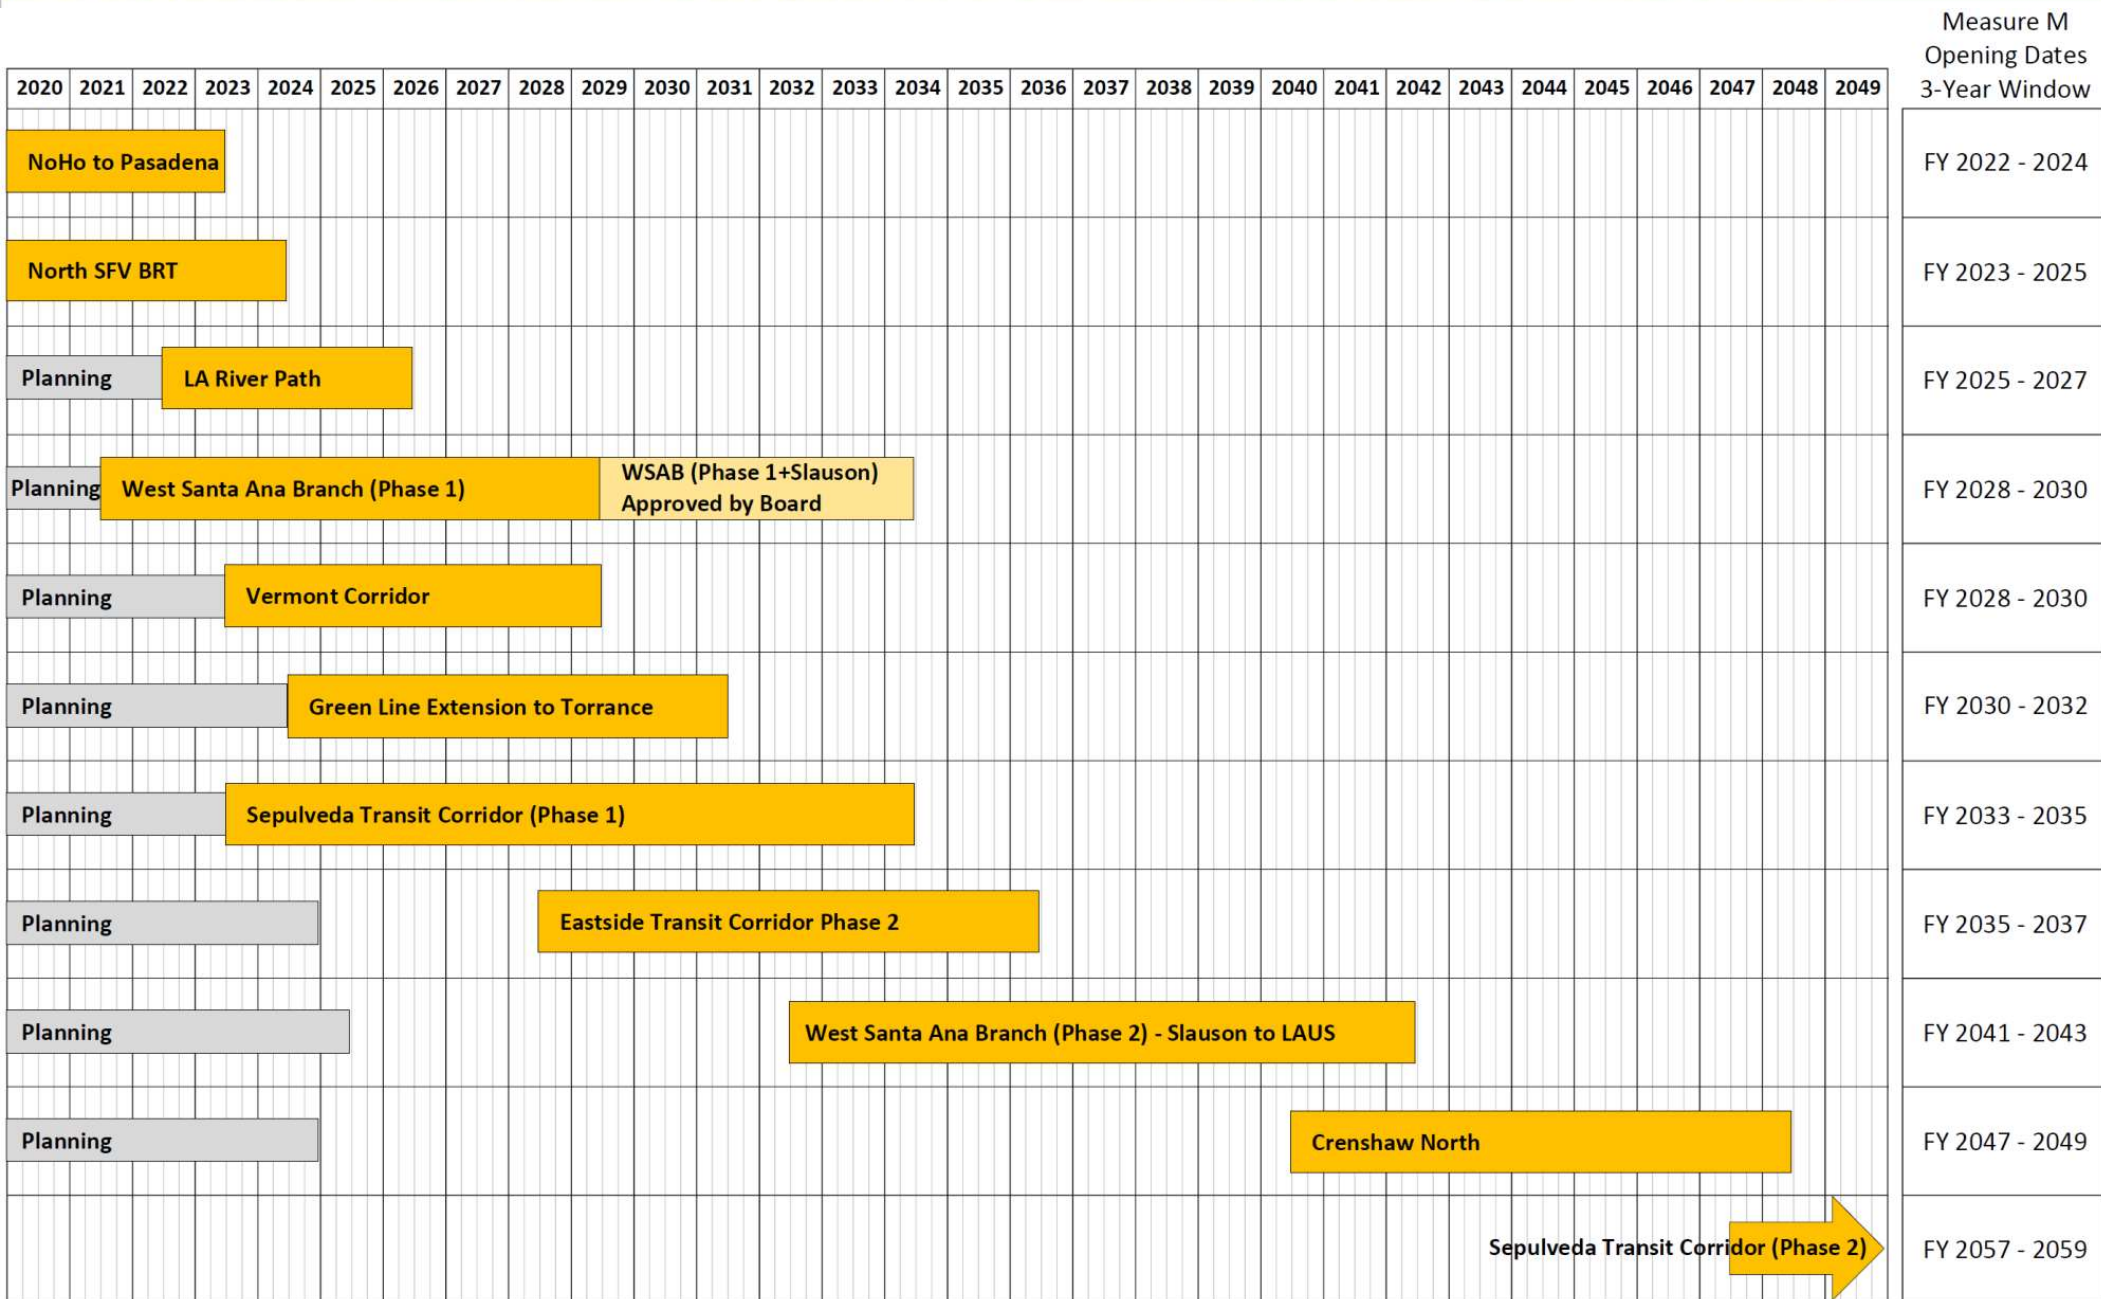 Measure M
Opening Dates
3-Year Window
2020 2021 2022 2023 2024 2025 2026 2027 2028 2029 2030 2031 2032 2033 2034 2035 2036 2037 2038 2039 2040 2041 2042 2043 2044 2045 2046 2047 2048 2049
NoHo to Pasadena
FY 2022 - 2024
North SFV BRT
FY 2023 - 2025
Planning
LA River Path
FY 2025 - 2027
Planning
West Santa Ana Branch (Phase 1)
WSAB (Phase 1+Slauson)
Approved by Board
FY 2028 - 2030
Planning
Vermont Corridor
FY 2028 - 2030
Planning
Green Line Extension to Torrance
FY 2030 - 2032
Planning
Sepulveda Transit Corridor (Phase 1)
FY 2033 - 2035
Planning
Eastside Transit Corridor Phase 2
FY 2035 - 2037
Planning
West Santa Ana Branch (Phase 2) - Slauson to LAUS
FY 2041 - 2043
Planning
Crenshaw North
FY 2047 - 2049
Sepulveda Transit Corridor (Phase 2)
FY 2057 - 2059